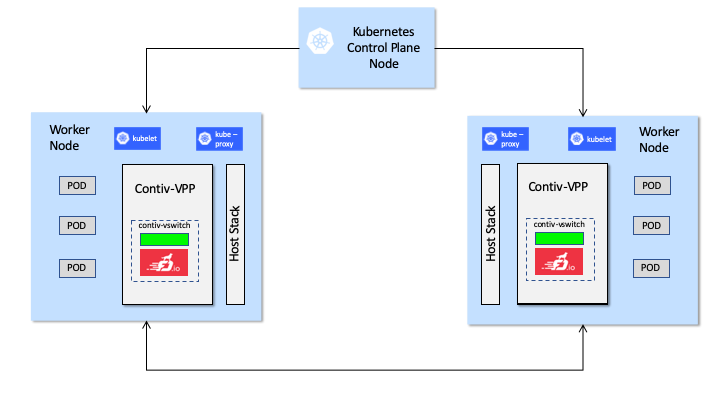 Kubernetes
Control Plane
Node
Worker
Node
kubelet
kube –
proxy
POD
POD
POD
Contiv-VPP
contiv-vswitch
.io
Host Stack
kube –
proxy
kubelet
Worker
Node
Host Stack
Contiv-VPP
contiv-vswitch
.io
POD
POD
POD